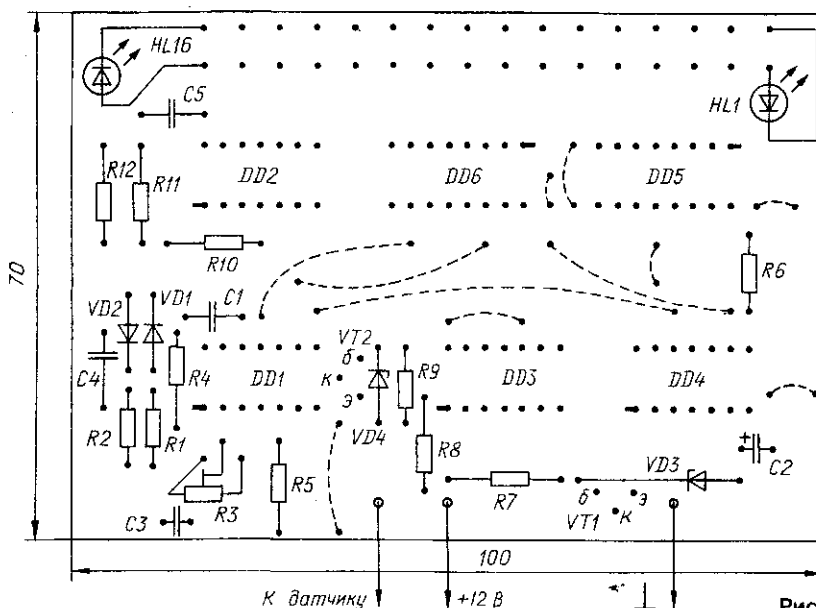 HL16
C5
HL1
R12
R11
DD2
DD6
DD5
R10
R6
70
VD2
VD1
C1
VT2
б
к
э
C4
R4
DD1
R9
DD3
DD4
R2
R1
VD4
R8
C2
R3
R5
R7
VD3
C3
б
э
к
VT1
100
К датчику
+12 В
Рис